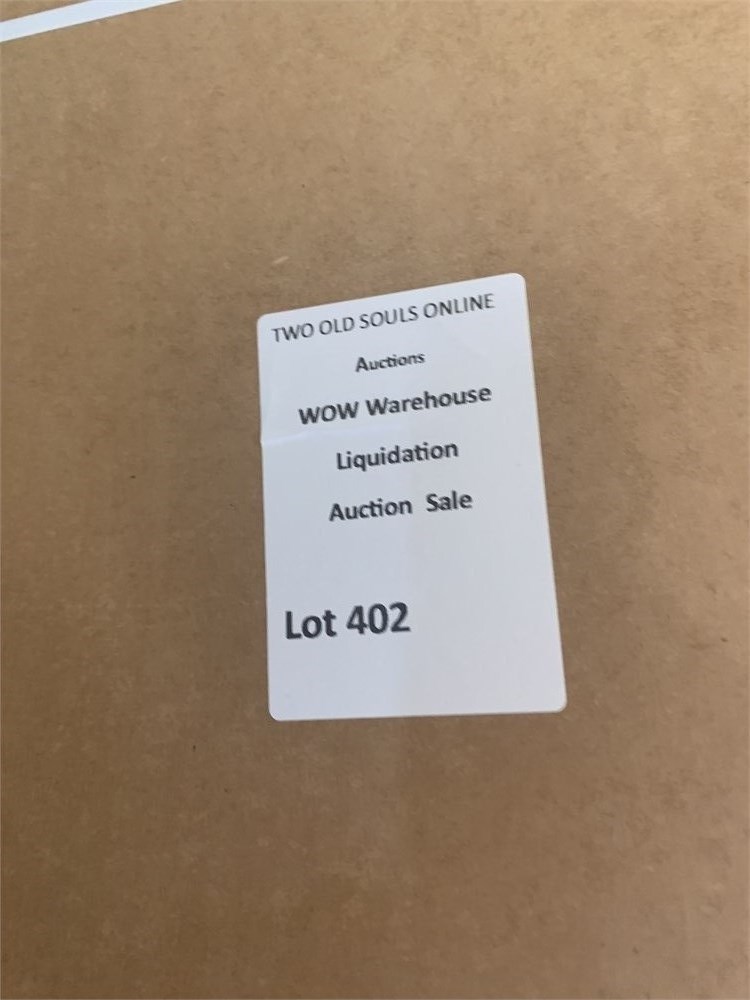 TWO OLD SOULS ONLINE
Auctions
WOW Warehouse
Liquidation
Auction Sale
Lot 402